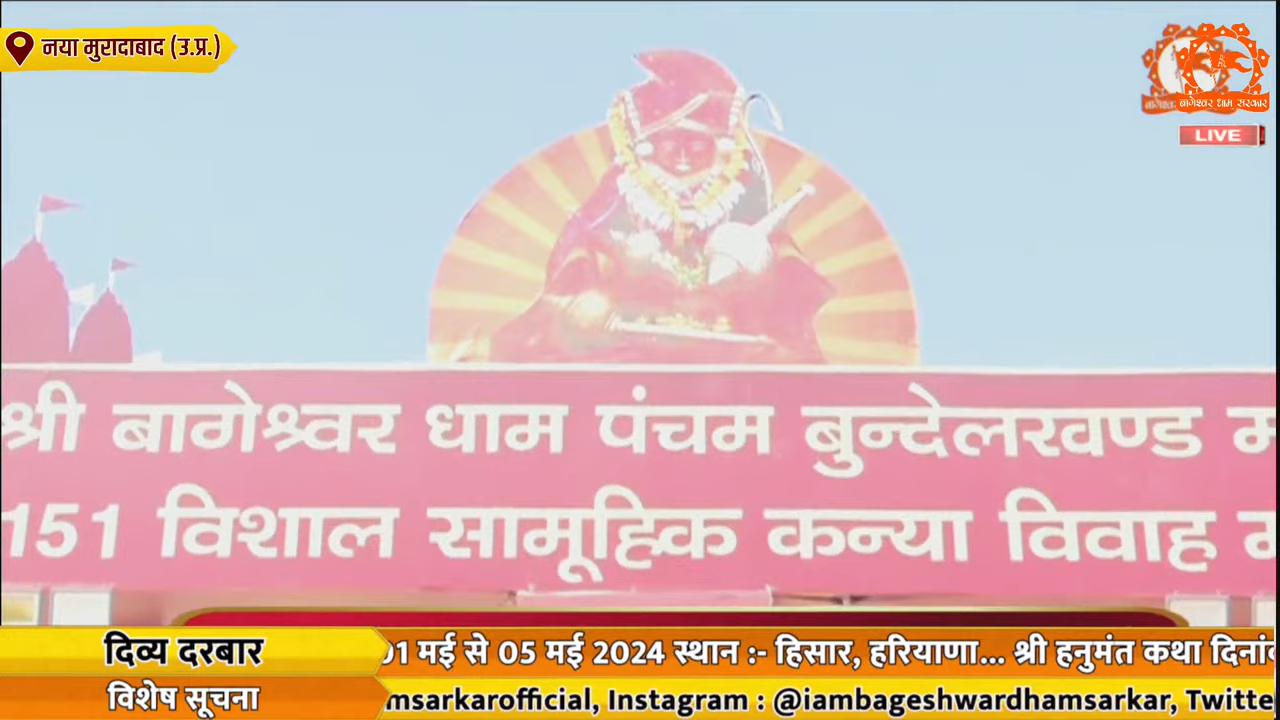 नया मुरादाबाद (उ.प्र.)
बागेश्वर धाम सरकार
LIVE
श्री बागेश्वर धाम पंचम बुन्देलखण्ड म
151 विशाल सामूहिक कन्या विवाह म
दिव्य दरबार
01 मई से 05 मई 2024 स्थान :- हिसार, हरियाणा... श्री हनुमंत कथा दिनां
विशेष सूचना
msarkarofficial, Instagram : @iambageshwardhamsarkar, Twitte